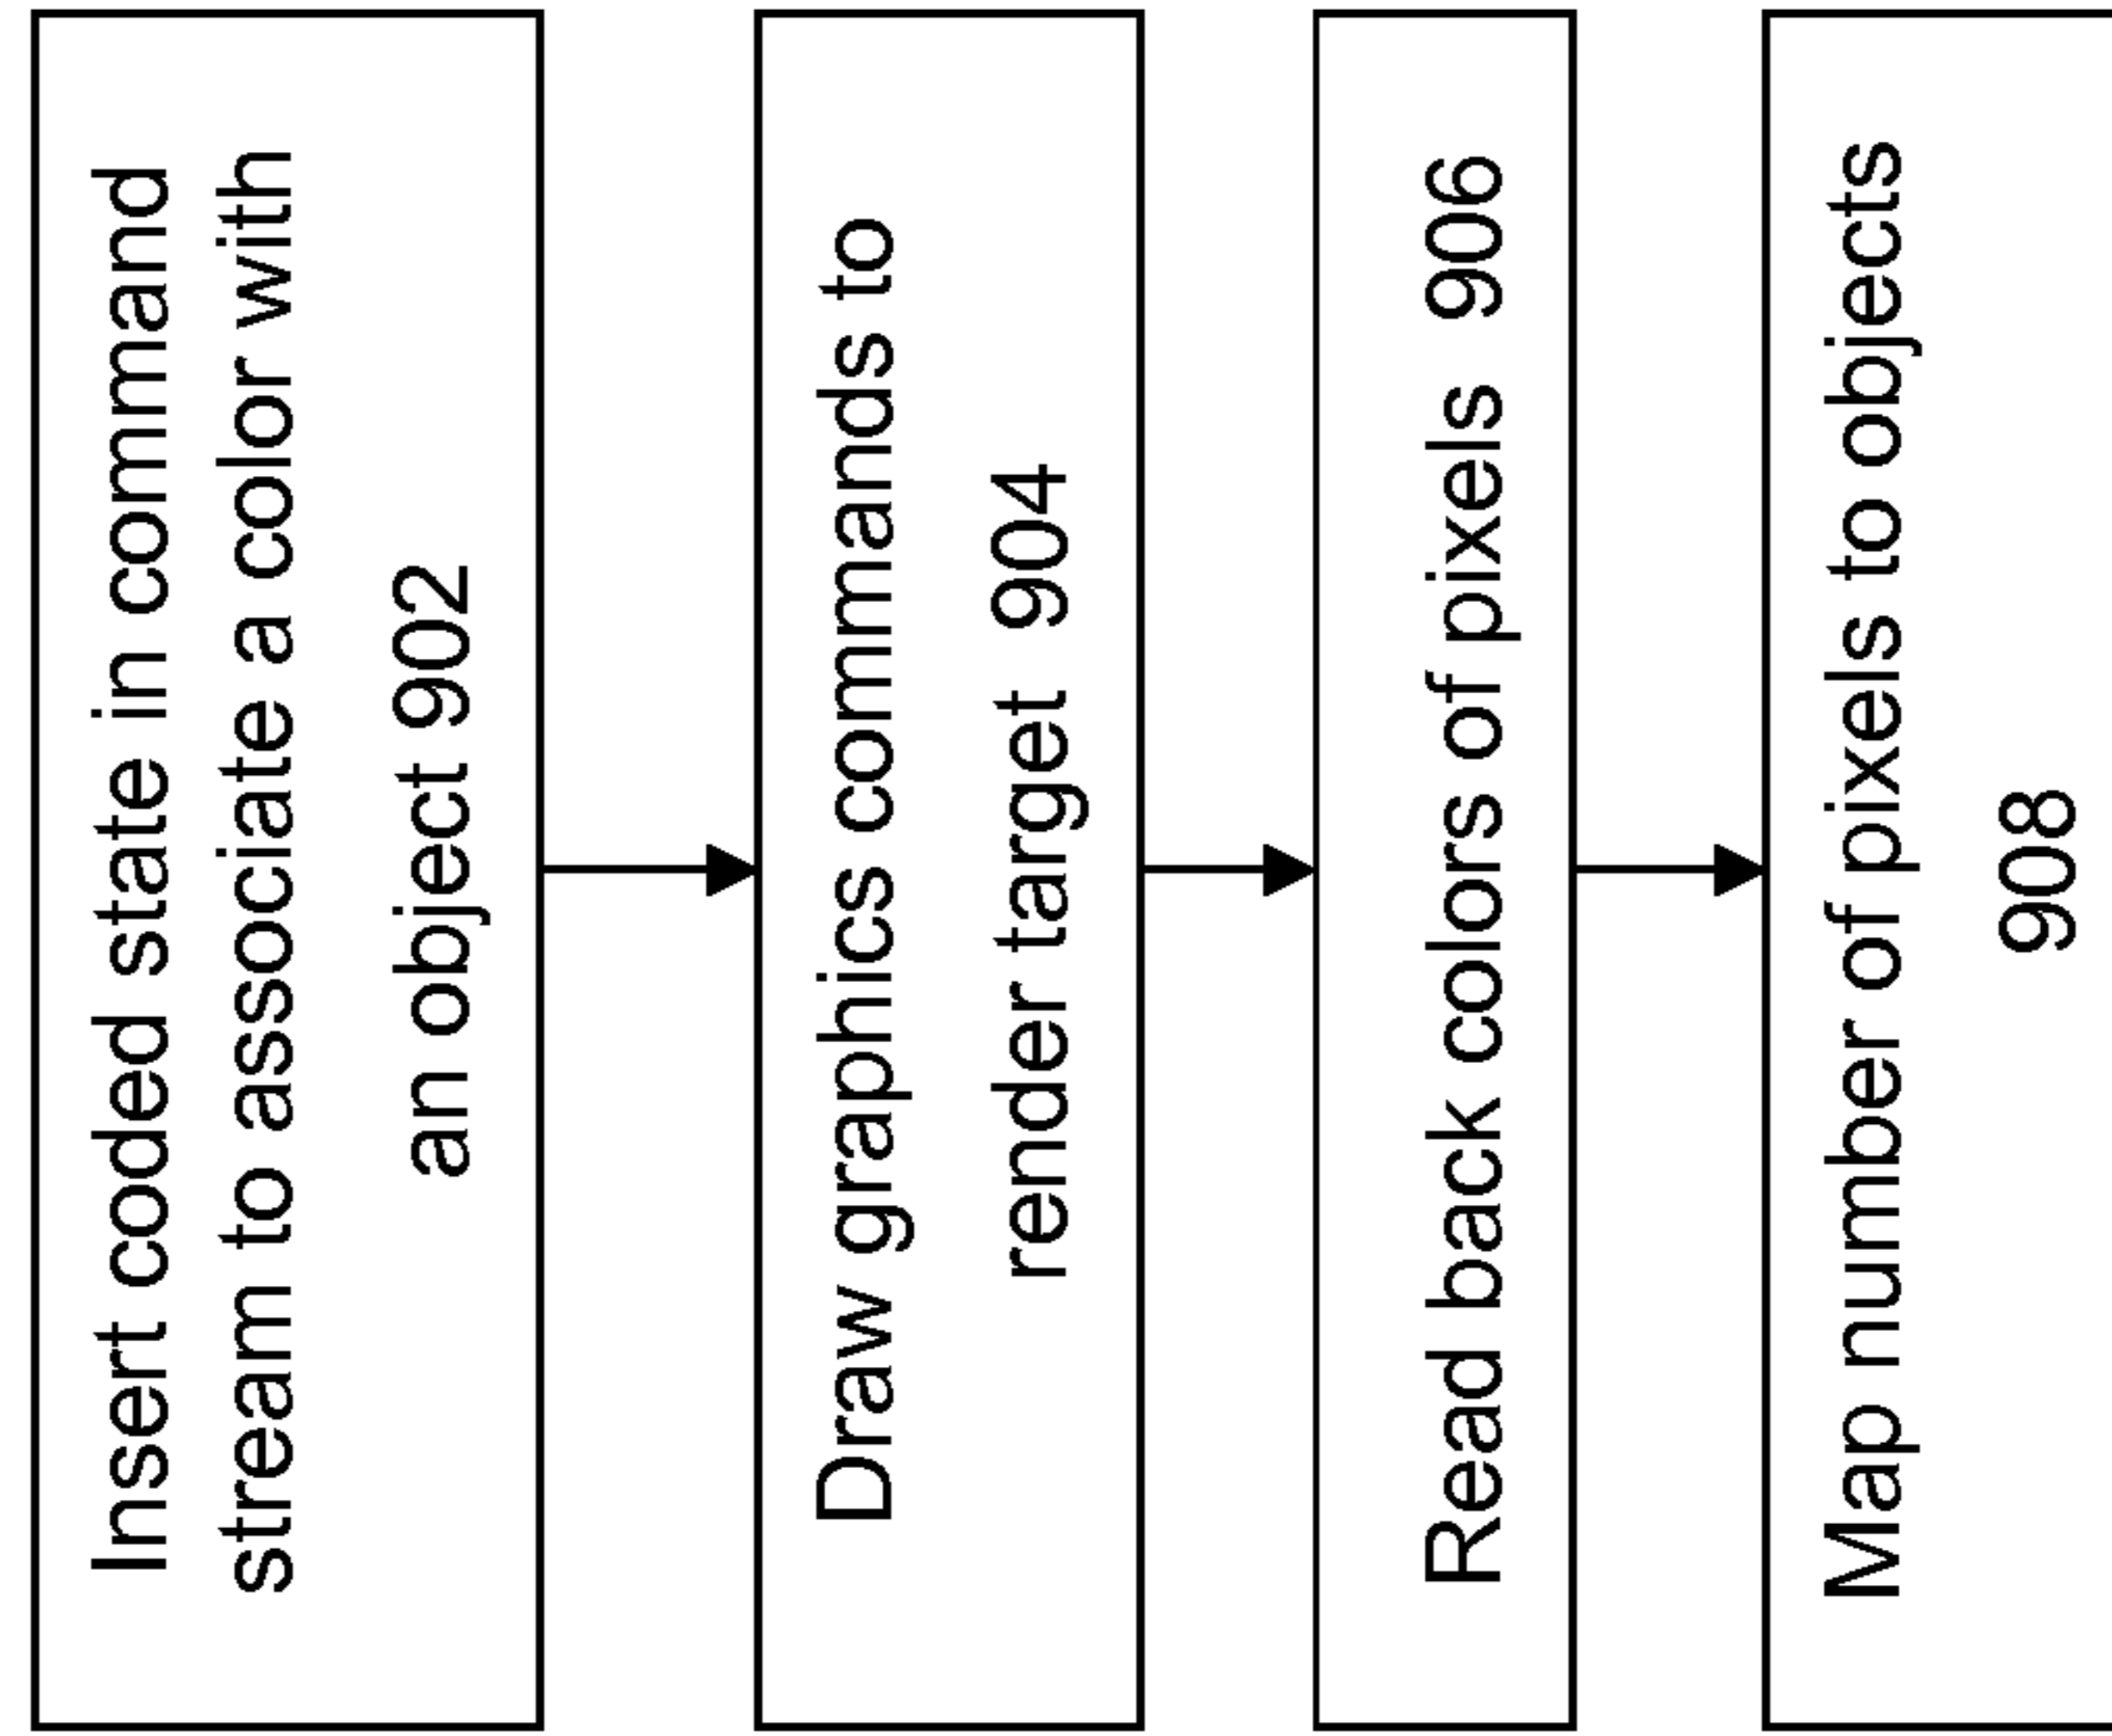 Insert coded state in command
stream to associate a color with
an object 902
Draw graphics commands to
render target 904
Read back colors of pixels 906
Map number of pixels to objects
908